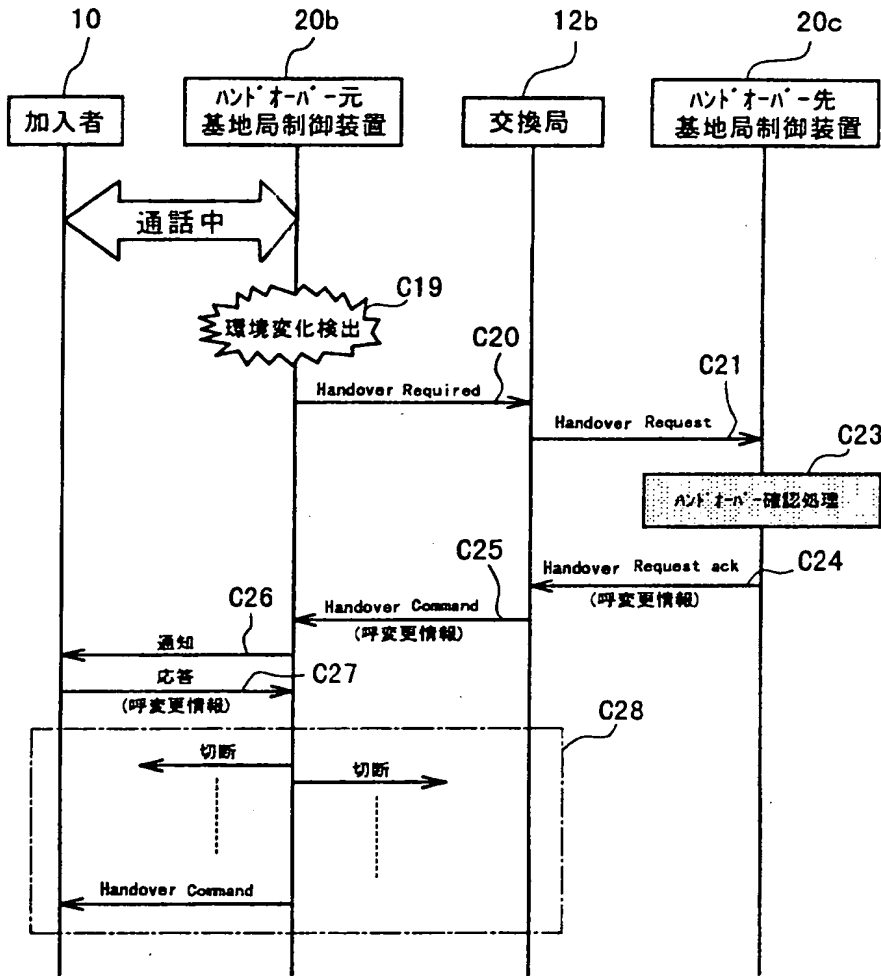 10
20b
12b
20c
加入者
ハンドオーバー元
基地局制御装置
交換局
ハンドオーバー先
基地局制御装置
通話中
C19
環境変化検出
C20
Handover Required
C21
Handover Request
C23
ハンドオーバー確認処理
C24
Handover Request ack
(呼変更情報)
C25
Handover Command
(呼変更情報)
C26
通知
C27
応答
(呼変更情報)
C28
切断
切断
Handover Command